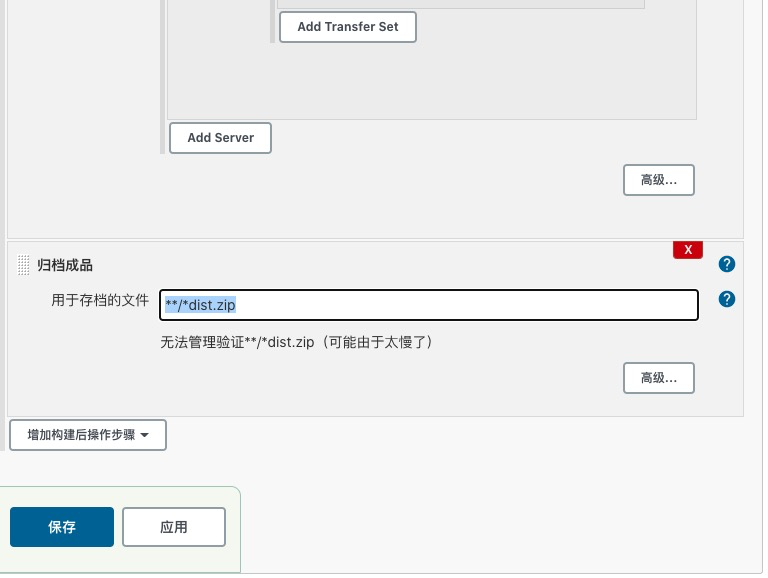 Add Transfer Set
Add Server
高级...
X
归档成品
?
用于存档的文件 **/*dist.zip
?
无法管理验证**/*dist.zip（可能由于太慢了）
高级...
增加构建后操作步骤
保存 应用